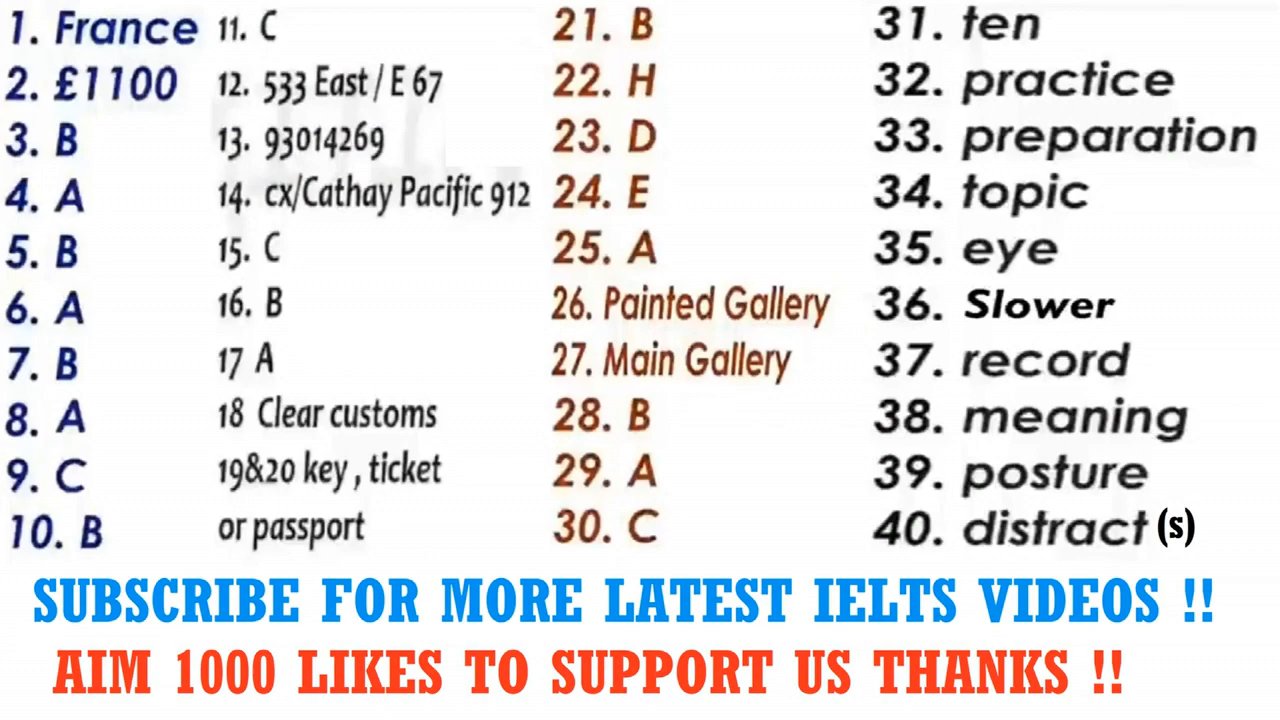 1. France
2. £1100
3. B
4. A
5. B
6. A
7. B
8. A
9. C
10. B
11. C
12. 533 East / E 67
13. 93014269
14. cx/Cathay Pacific 912
15. C
16. B
17 A
18 Clear customs
19&20 key , ticket
or passport
21. B
22. H
23. D
24. E
25. A
26. Painted Gallery
27. Main Gallery
28. B
29. A
30. C
31. ten
32. practice
33. preparation
34. topic
35. eye
36. Slower
37. record
38. meaning
39. posture
40. distract (s)
SUBSCRIBE FOR MORE LATEST IELTS VIDEOS !!
AIM 1000 LIKES TO SUPPORT US THANKS !!